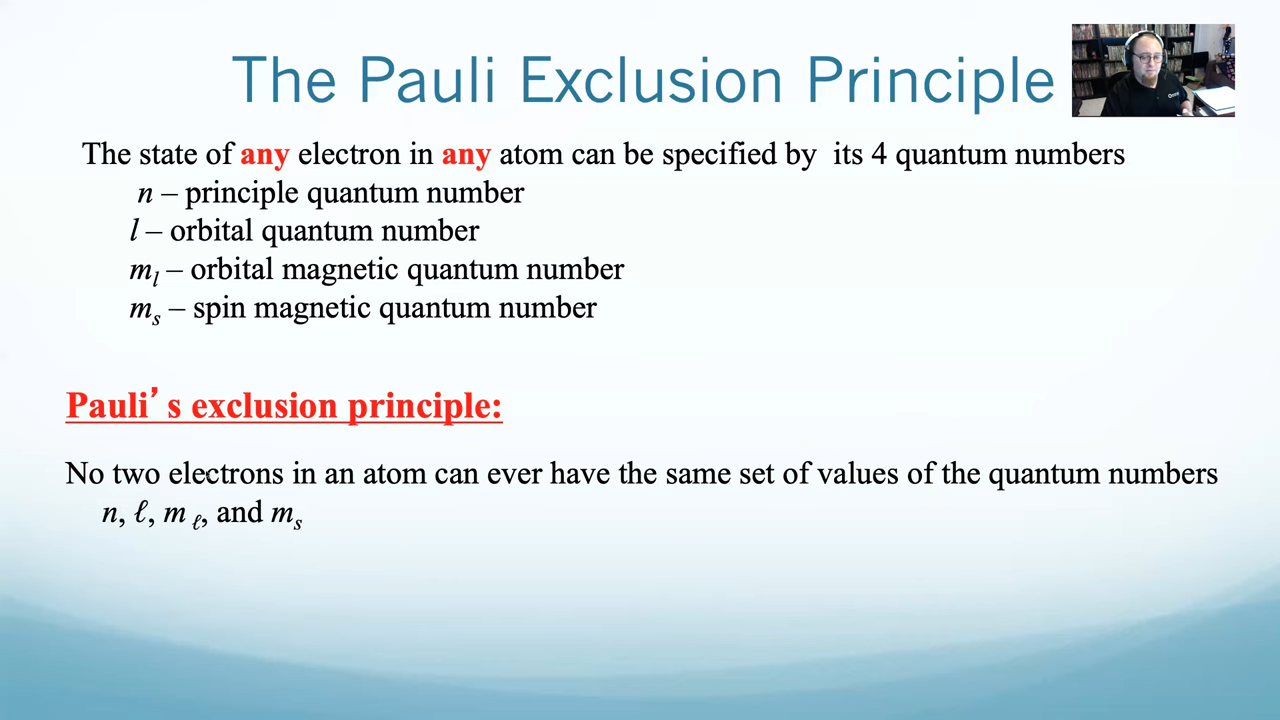 The Pauli Exclusion Principle
The state of any electron in any atom can be specified by its 4 quantum numbers
n – principle quantum number
l – orbital quantum number
mₗ – orbital magnetic quantum number
mₛ – spin magnetic quantum number
Pauli’s exclusion principle:
No two electrons in an atom can ever have the same set of values of the quantum numbers
n, ℓ, m ℓ, and mₛ